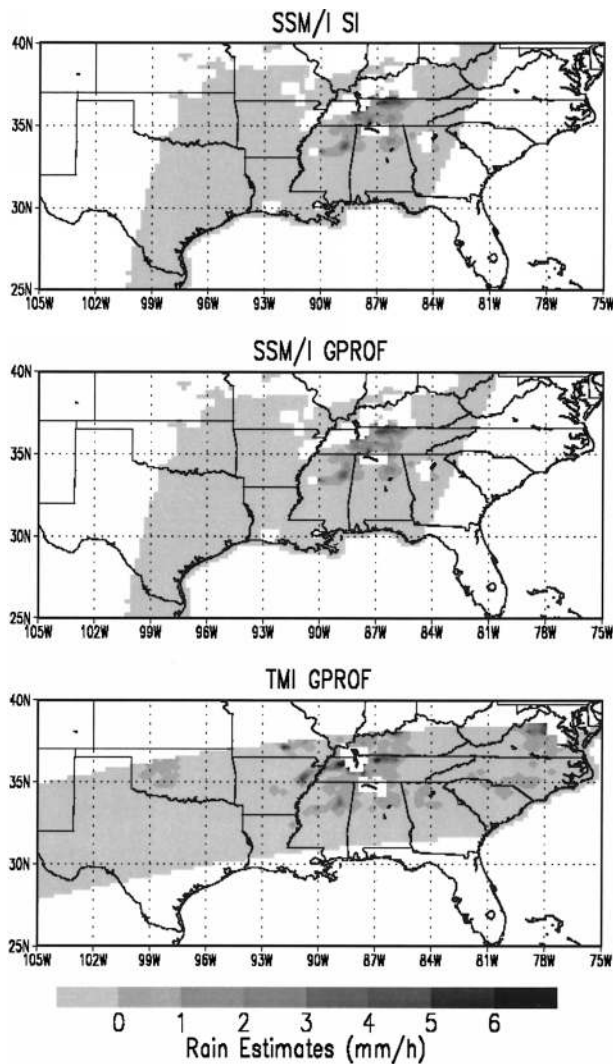 SSM/I SI
40N
35N
30N
25N
105W 102W 99W 96W 93W 90W 87W 84W 81W 78W 75W
SSM/I GPROF
40N
35N
30N
25N
105W 102W 99W 96W 93W 90W 87W 84W 81W 78W 75W
TMI GPROF
40N
35N
30N
25N
105W 102W 99W 96W 93W 90W 87W 84W 81W 78W 75W
0 1 2 3 4 5 6
Rain Estimates (mm/h)